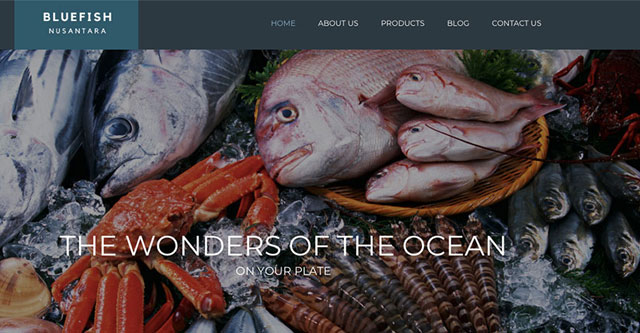 BLUEFISH
NUSANTARA
HOME ABOUT US PRODUCTS BLOG CONTACT US
THE WONDERS OF THE OCEAN
ON YOUR PLATE